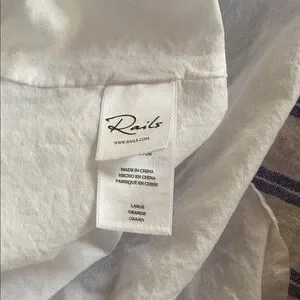 Rails
WWW.RAILS.COM
MADE IN CHINA
HECHO EN CHINA
FABRIQUÉ EN CHINE
LARGE
GRANDE
GRAND